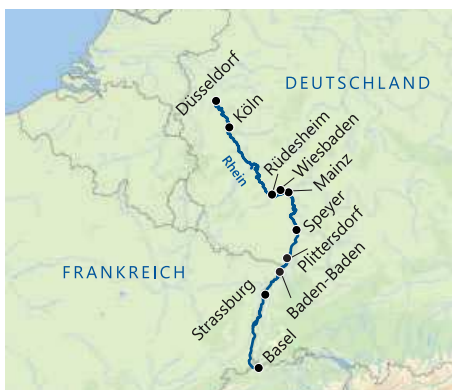 DEUTSCHLAND
Düsseldorf
Köln
Rhein
Rüdesheim
Wiesbaden
Mainz
Speyer
Plittersdorf
Baden-Baden
FRANKREICH
Strassburg
Basel